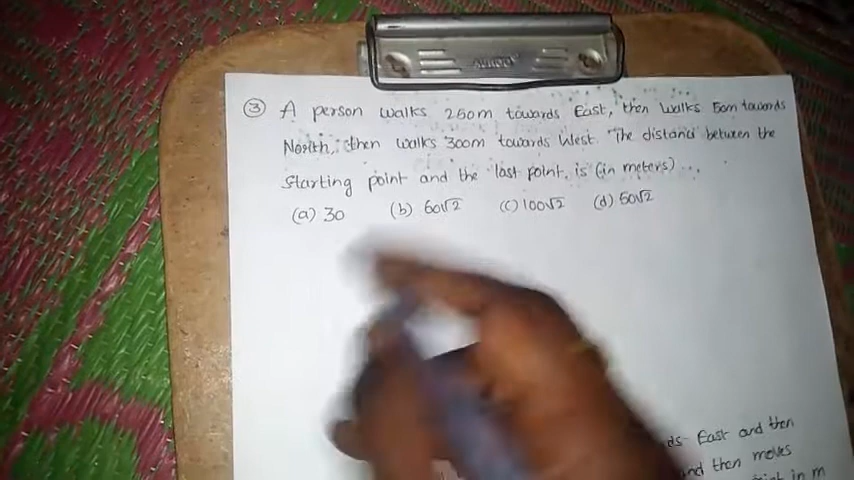 ③ A person walks 250m towards East, then walks 50m towards
North, then walks 300m towards West. The distance between the
starting point and the last point, is (in meters) ...
(a) 30 (b) 60√2 (c) 100√2 (d) 50√2
East and then
and then moves
in m